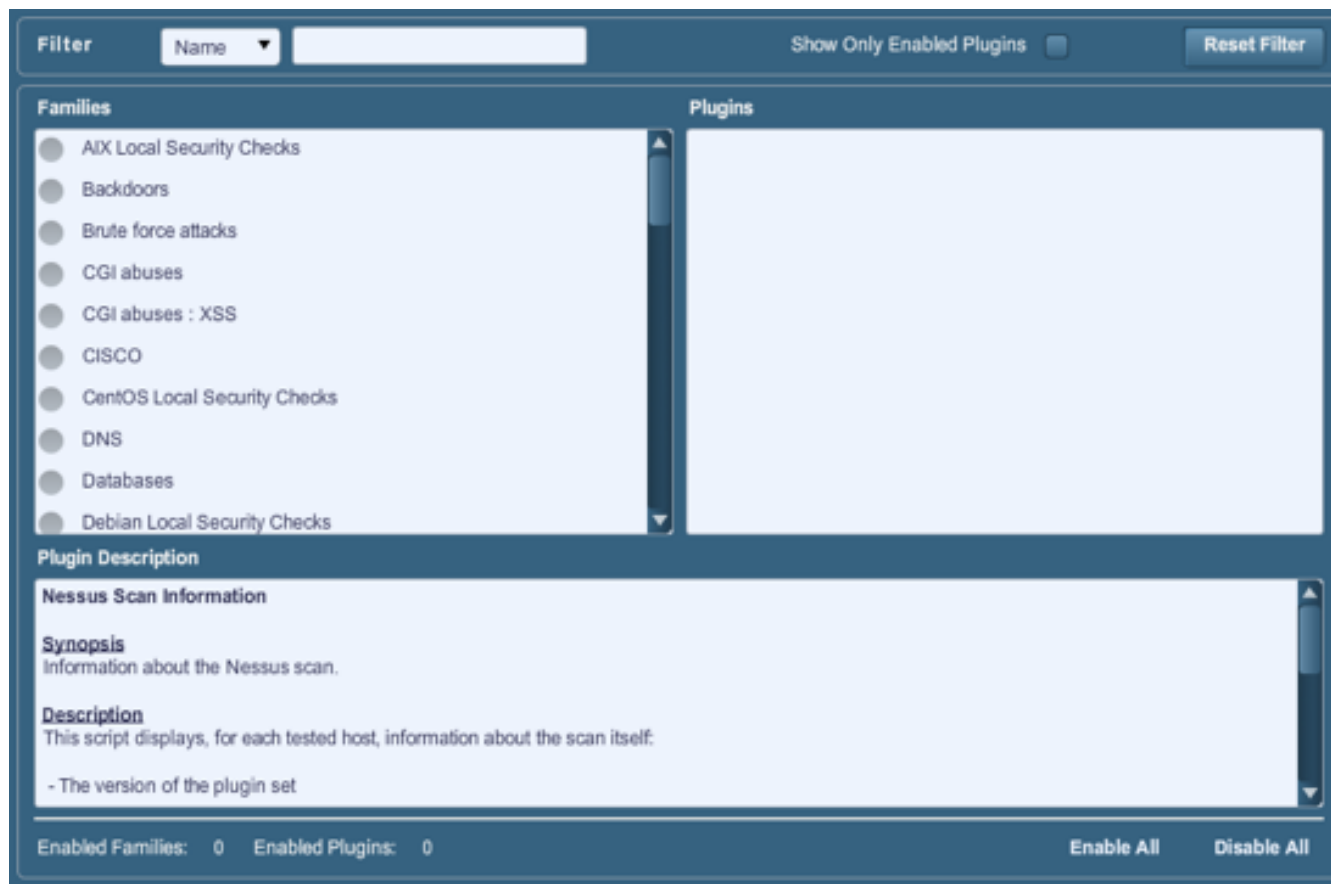 Filter Name Show Only Enabled Plugins Reset Filter
Families Plugins
AIX Local Security Checks
Backdoors
Brute force attacks
CGI abuses
CGI abuses : XSS
CISCO
CentOS Local Security Checks
DNS
Databases
Debian Local Security Checks
Plugin Description
Nessus Scan Information
Synopsis
Information about the Nessus scan.
Description
This script displays, for each tested host, information about the scan itself:
- The version of the plugin set
Enabled Families: 0 Enabled Plugins: 0 Enable All Disable All